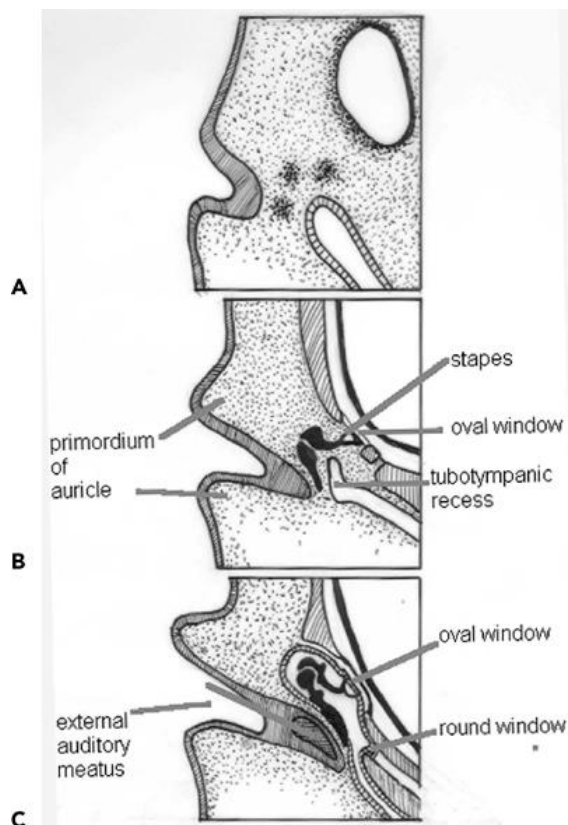 A
stapes
oval window
primordium
of
auricle
tubotympanic
recess
B
oval window
external
auditory
meatus
round window
C